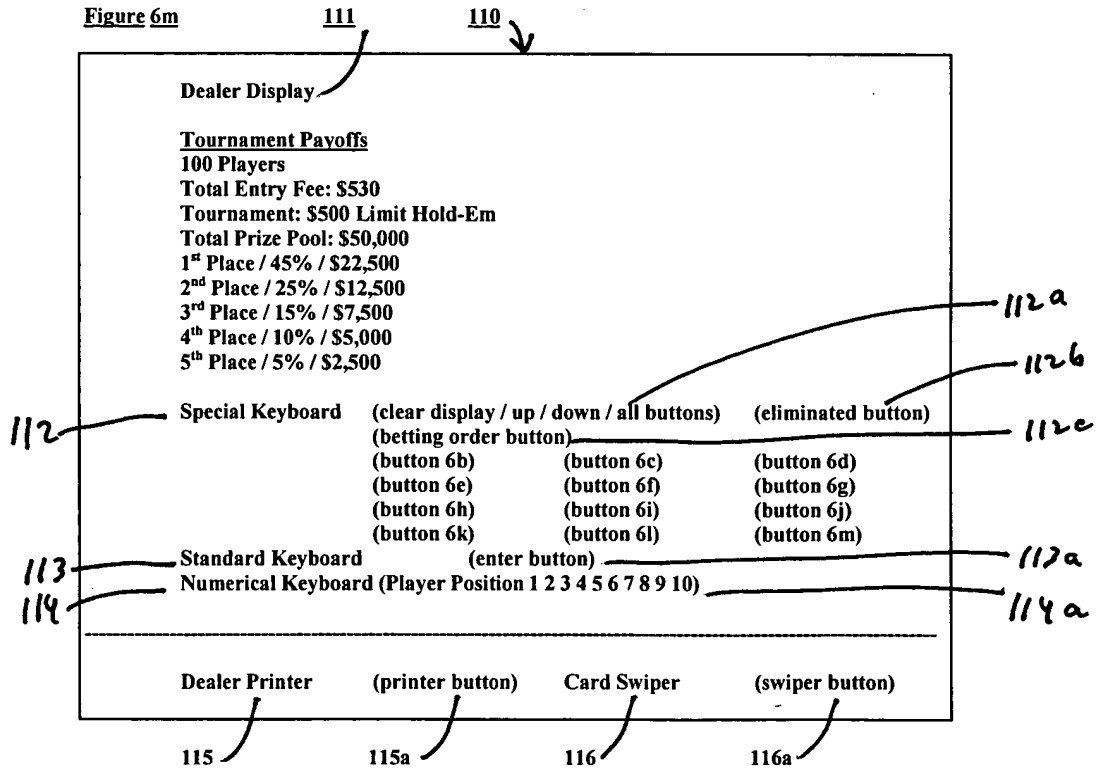 Figure 6m 111 110
Dealer Display
Tournament Payoffs
100 Players
Total Entry Fee: $530
Tournament: $500 Limit Hold-Em
Total Prize Pool: $50,000
1st Place / 45% / $22,500
2nd Place / 25% / $12,500
3rd Place / 15% / $7,500
4th Place / 10% / $5,000
5th Place / 5% / $2,500
112a
112b
112 Special Keyboard (clear display / up / down / all buttons) (eliminated button)
(betting order button) 112c
(button 6b) (button 6c) (button 6d)
(button 6e) (button 6f) (button 6g)
(button 6h) (button 6i) (button 6j)
(button 6k) (button 6l) (button 6m)
113 Standard Keyboard (enter button) 113a
114 Numerical Keyboard (Player Position 1 2 3 4 5 6 7 8 9 10) 114a
Dealer Printer (printer button) Card Swiper (swiper button)
115 115a 116 116a